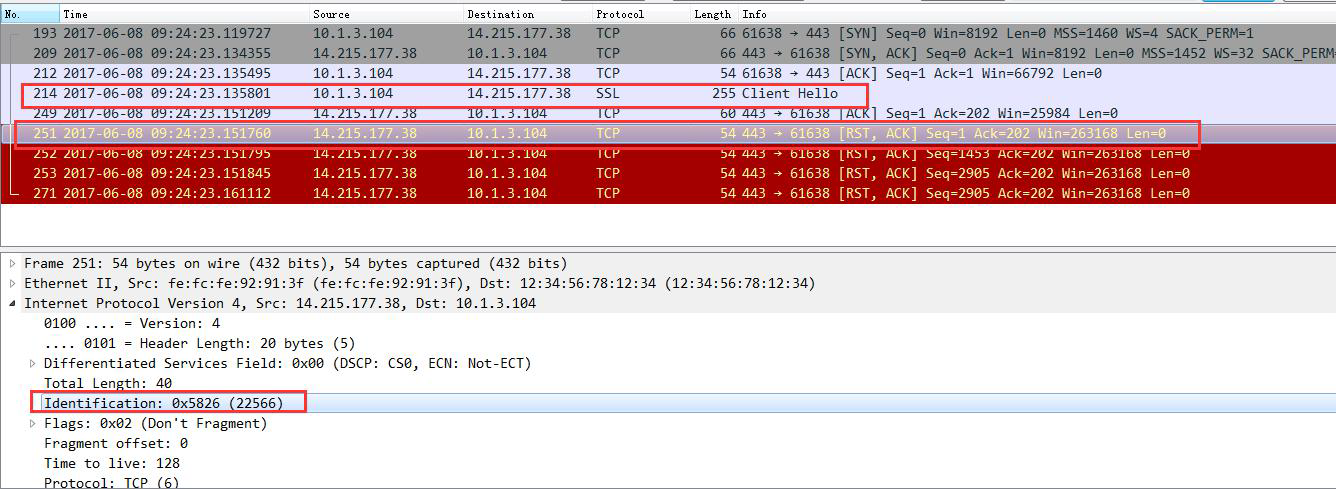 No. Time Source Destination Protocol Length Info
193 2017-06-08 09:24:23.119727 10.1.3.104 14.215.177.38 TCP 66 61638 → 443 [SYN] Seq=0 Win=8192 Len=0 MSS=1460 WS=4 SACK_PERM=1
209 2017-06-08 09:24:23.134355 14.215.177.38 10.1.3.104 TCP 66 443 → 61638 [SYN, ACK] Seq=0 Ack=1 Win=8192 Len=0 MSS=1452 WS=32 SACK_PERM=
212 2017-06-08 09:24:23.135495 10.1.3.104 14.215.177.38 TCP 54 61638 → 443 [ACK] Seq=1 Ack=1 Win=66792 Len=0
214 2017-06-08 09:24:23.135801 10.1.3.104 14.215.177.38 SSL 255 Client Hello
249 2017-06-08 09:24:23.151209 14.215.177.38 10.1.3.104 TCP 60 443 → 61638 [ACK] Seq=1 Ack=202 Win=25984 Len=0
251 2017-06-08 09:24:23.151760 14.215.177.38 10.1.3.104 TCP 54 443 → 61638 [RST, ACK] Seq=1 Ack=202 Win=263168 Len=0
252 2017-06-08 09:24:23.151795 14.215.177.38 10.1.3.104 TCP 54 443 → 61638 [RST, ACK] Seq=1453 Ack=202 Win=263168 Len=0
253 2017-06-08 09:24:23.151845 14.215.177.38 10.1.3.104 TCP 54 443 → 61638 [RST, ACK] Seq=2905 Ack=202 Win=263168 Len=0
271 2017-06-08 09:24:23.161112 14.215.177.38 10.1.3.104 TCP 54 443 → 61638 [RST, ACK] Seq=2905 Ack=202 Win=263168 Len=0
Frame 251: 54 bytes on wire (432 bits), 54 bytes captured (432 bits)
Ethernet II, Src: fe:fc:fe:92:91:3f (fe:fc:fe:92:91:3f), Dst: 12:34:56:78:12:34 (12:34:56:78:12:34)
Internet Protocol Version 4, Src: 14.215.177.38, Dst: 10.1.3.104
0100 .... = Version: 4
.... 0101 = Header Length: 20 bytes (5)
Differentiated Services Field: 0x00 (DSCP: CS0, ECN: Not-ECT)
Total Length: 40
Identification: 0x5826 (22566)
Flags: 0x02 (Don't Fragment)
Fragment offset: 0
Time to live: 128
Protocol: TCP (6)